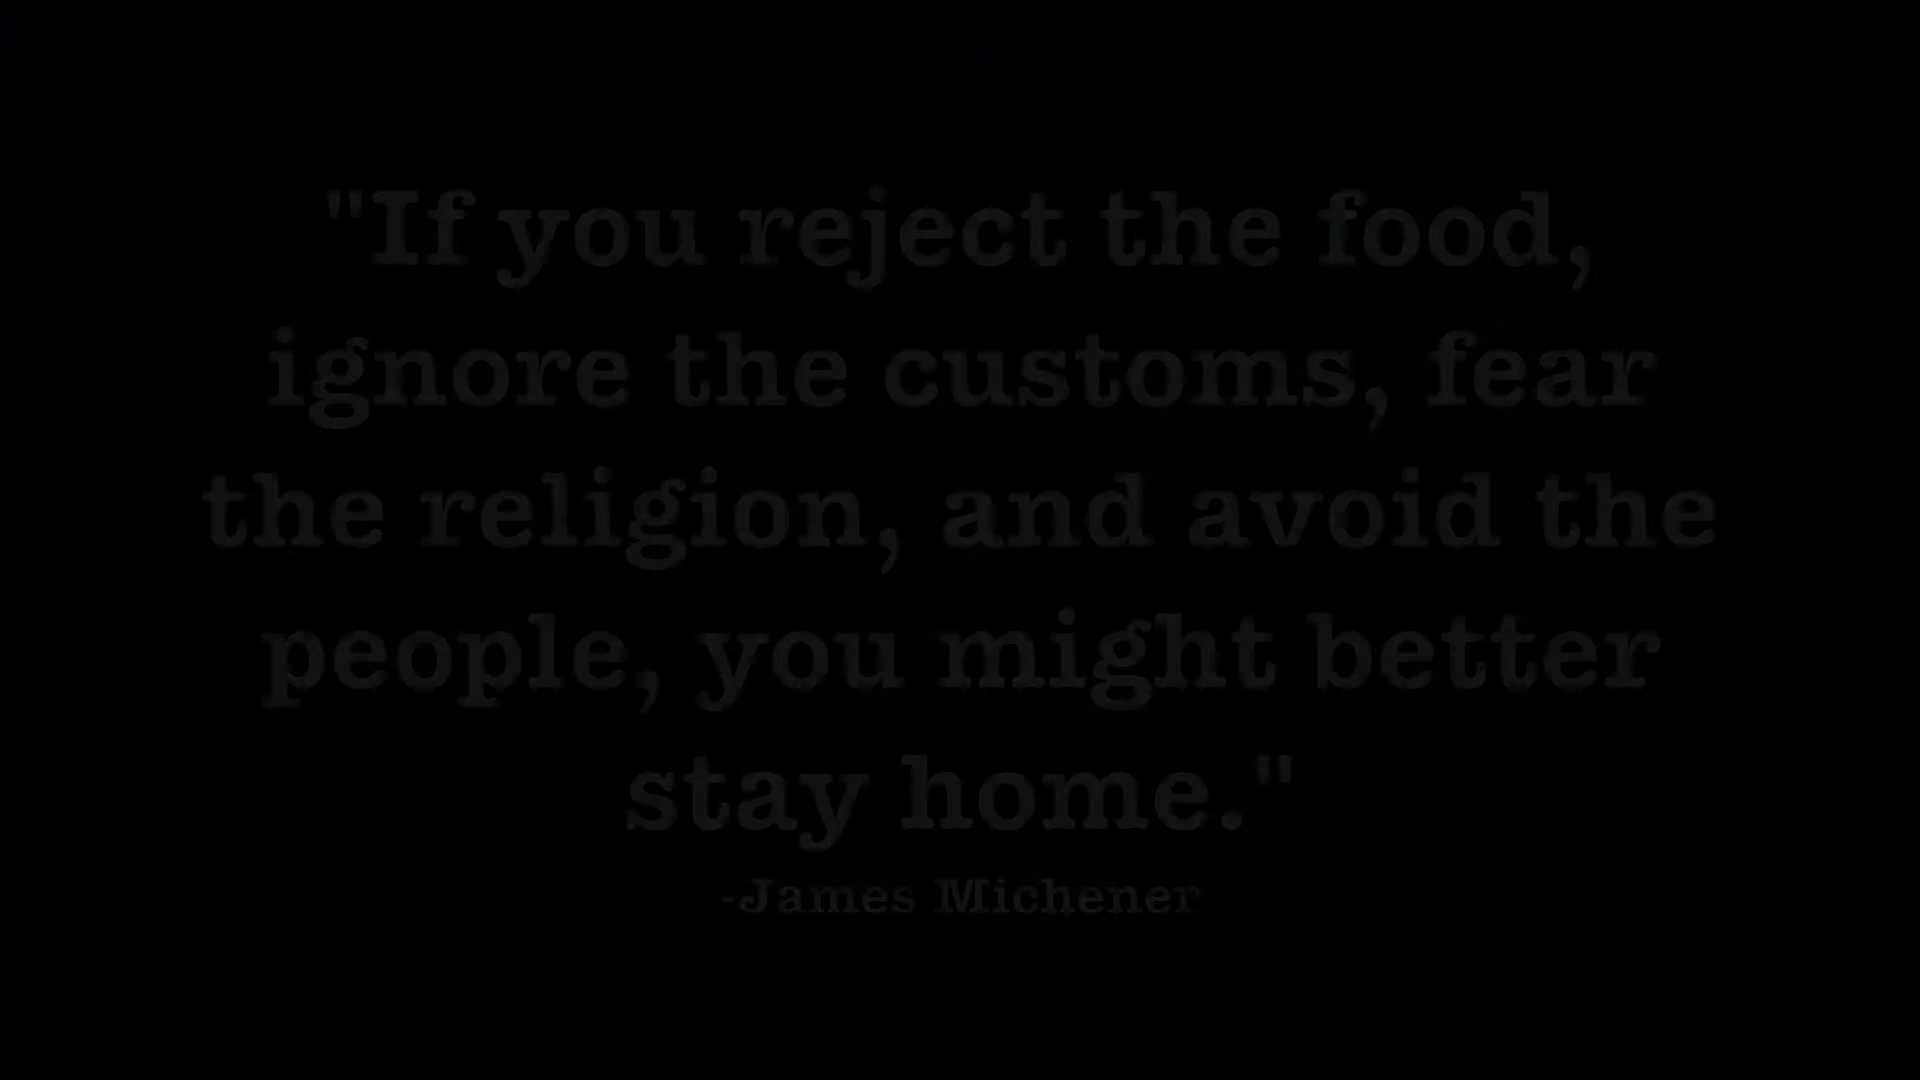 "If you reject the food,
ignore the customs, fear
the religion, and avoid the
people, you might better
stay home."
-James Michener